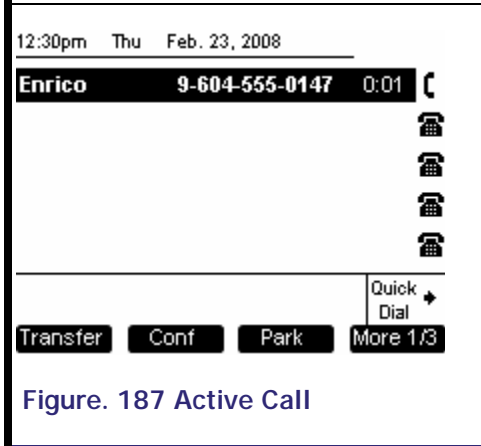 12:30pm Thu Feb. 23, 2008
Enrico 9-604-555-0147 0:01
Quick
Dial
Transfer Conf Park More 1/3
Figure. 187 Active Call